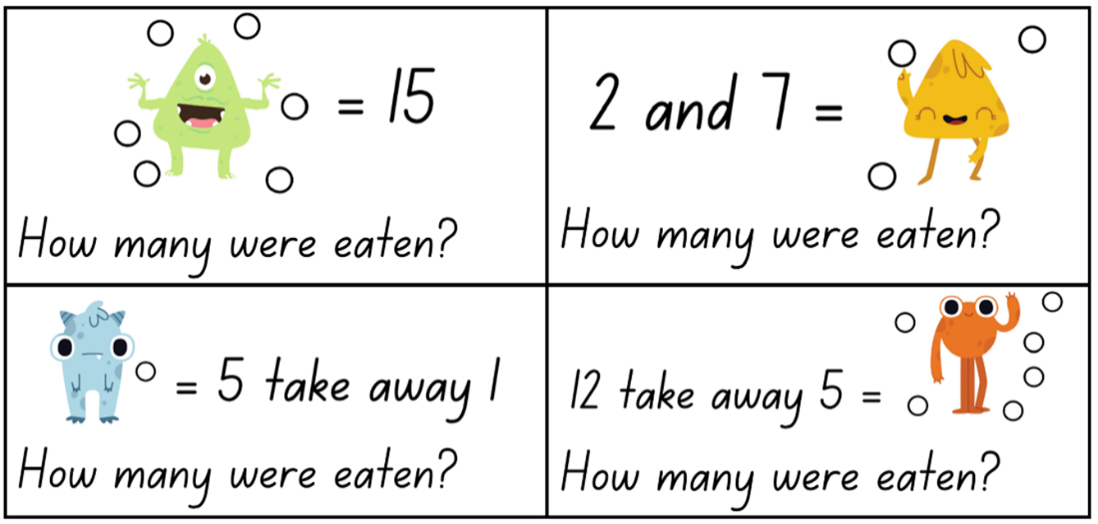 = 15
How many were eaten?
2 and 7 =
How many were eaten?
= 5 take away 1
How many were eaten?
12 take away 5 =
How many were eaten?